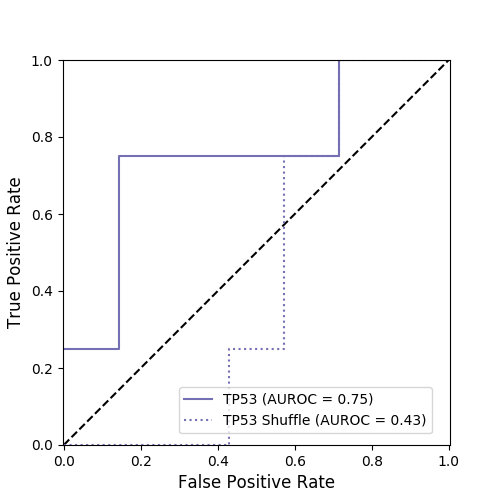 1.0
0.8
0.6
0.4
0.2
0.0
True Positive Rate
TP53 (AUROC = 0.75)
TP53 Shuffle (AUROC = 0.43)
0.0 0.2 0.4 0.6 0.8 1.0
False Positive Rate